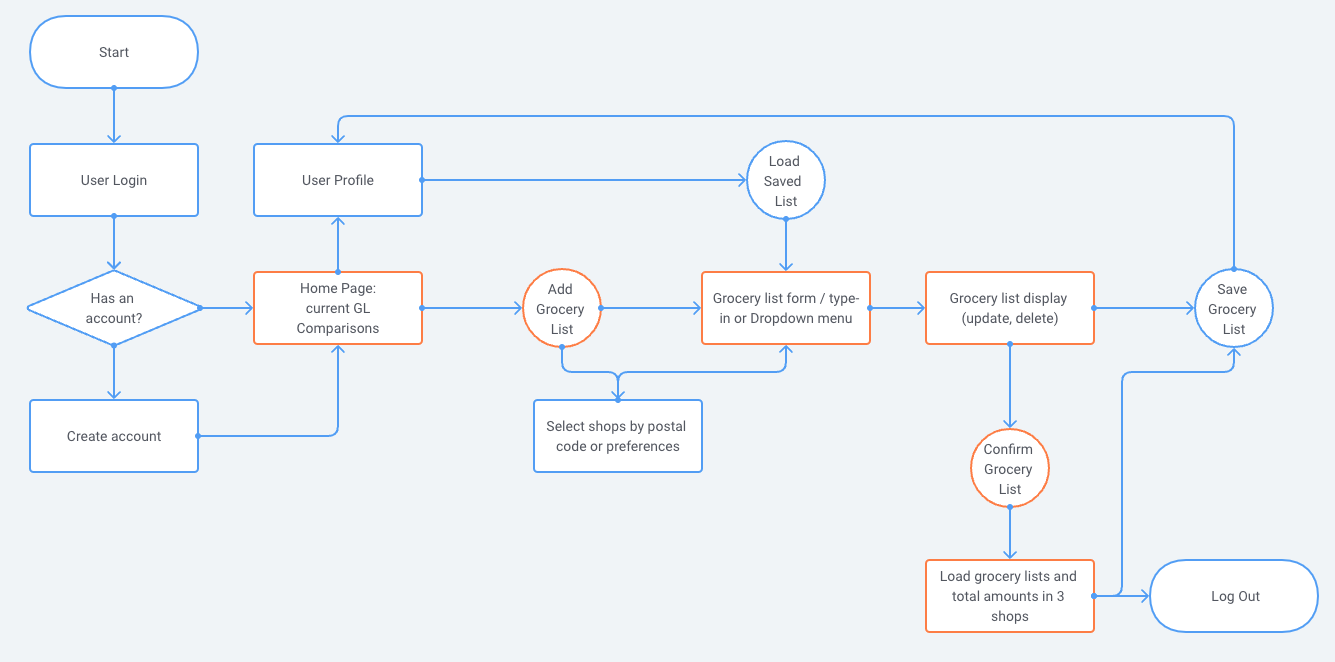 Start
User Login
User Profile
Load
Saved
List
Has an
account?
Home Page:
current GL
Comparisons
Add
Grocery
List
Grocery list form / type-
in or Dropdown menu
Grocery list display
(update, delete)
Save
Grocery
List
Create account
Select shops by postal
code or preferences
Confirm
Grocery
List
Load grocery lists and
total amounts in 3
shops
Log Out